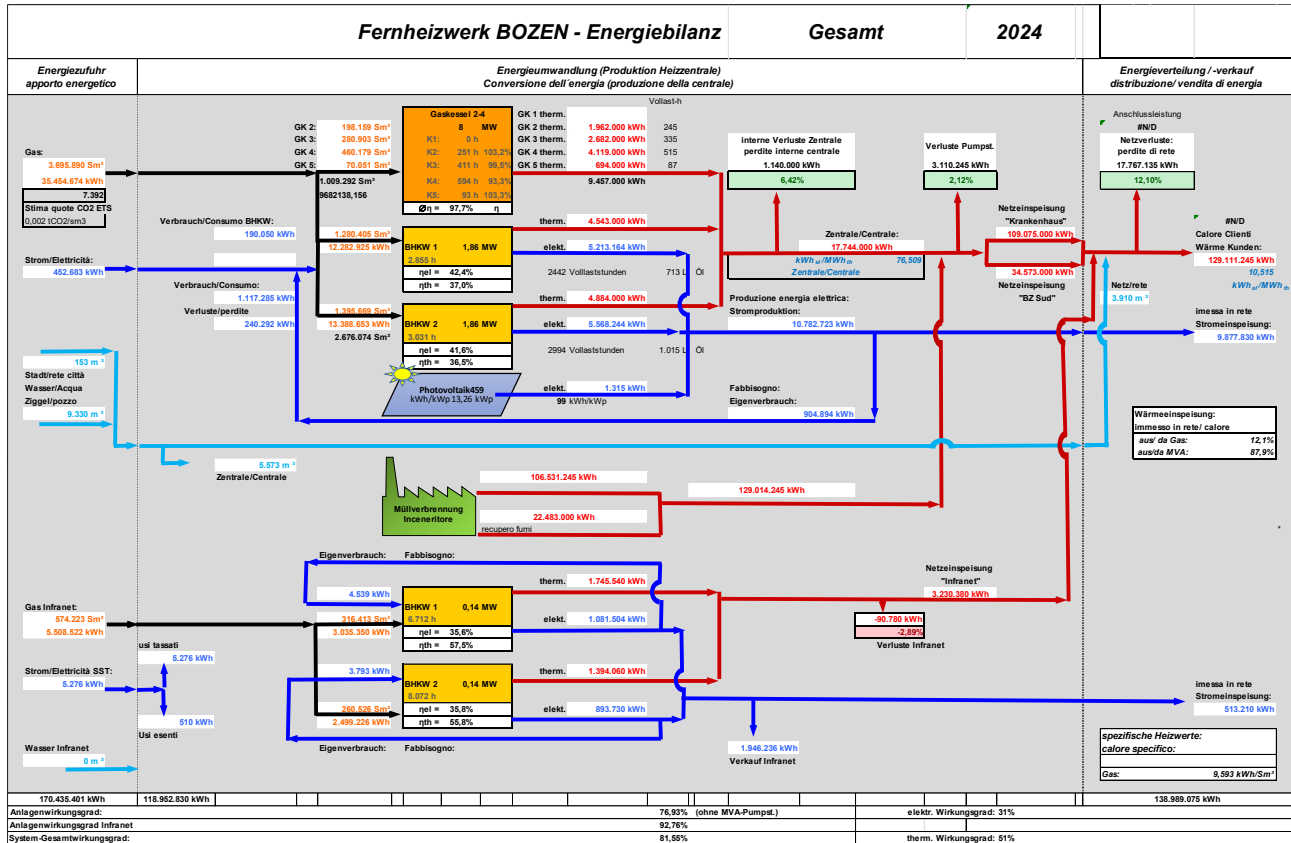 Fernheizwerk BOZEN - Energiebilanz Gesamt 2024
Energiezufuhr
apporto energetico
Energieumwandlung (Produktion Heizzentrale)
Conversione dell´energia (produzione della centrale)
Energieverteilung / -verkauf
distribuzione/ vendita di energia
Vollast-h
Gaskessel 2-4
8 MW
K1: 0 h
K2: 251 h 103,2%
K3: 411 h 99,5%
K4: 594 h 93,3%
K5: 93 h 103,3%
Øη = 97,7% η
GK 2: 198.159 Sm³
GK 3: 280.903 Sm³
GK 4: 460.179 Sm³
GK 5: 70.051 Sm³
1.009.292 Sm³
9682138,156
GK 1 therm.
GK 2 therm. 1.962.000 kWh 245
GK 3 therm. 2.682.000 kWh 335
GK 4 therm. 4.119.000 kWh 515
GK 5 therm. 694.000 kWh 87
9.457.000 kWh
interne Verluste Zentrale
perdite interne centrale
1.140.000 kWh
6,42%
Verluste Pumpst.
3.110.245 kWh
2,12%
Anschlussleistung
#N/D
Netzverluste:
perdite di rete
17.767.135 kWh
12,10%
Gas:
3.695.890 Sm³
35.454.674 kWh
7.392
Stima quote CO2 ETS
0,002 tCO2/sm3
Verbrauch/Consumo BHKW:
190.050 kWh
1.280.405 Sm³
12.282.925 kWh
BHKW 1 1,86 MW
2.855 h
ηel = 42,4%
ηth = 37,0%
therm. 4.543.000 kWh
elekt. 5.213.164 kWh
2442 Volllaststunden 713 L Öl
Zentrale/Centrale:
17.744.000 kWh
kWh el/MWh th 76,509
Zentrale/Centrale
Netzeinspeisung
"Krankenhaus"
109.075.000 kWh
34.573.000 kWh
Netzeinspeisung
"BZ Sud"
#N/D
Calore Clienti
Wärme Kunden:
129.111.245 kWh
10,515
kWh el/MWh th
Netz/rete
3.910 m ³
Strom/Elettricità:
452.683 kWh
Verbrauch/Consumo:
1.117.285 kWh
Verluste/perdite
240.292 kWh
1.395.669 Sm³
13.388.653 kWh
2.676.074 Sm³
BHKW 2 1,86 MW
3.031 h
ηel = 41,6%
ηth = 36,5%
therm. 4.884.000 kWh
elekt. 5.568.244 kWh
2994 Vollaststunden 1.015 L Öl
Produzione energia elettrica:
Stromproduktion: 10.782.723 kWh
imessa in rete
Stromeinspeisung:
9.877.830 kWh
153 m ³
Stadt/rete città
Wasser/Acqua
Ziggel/pozzo
9.330 m ³
Photovoltaik459
kWh/kWp 13,26 kWp
elekt. 1.315 kWh
99 kWh/kWp
Fabbisogno:
Eigenverbrauch: 904.894 kWh
Wärmeeinspeisung:
immesso in rete/ calore
aus/ da Gas: 12,1%
aus/da MVA: 87,9%
5.573 m ³
Zentrale/Centrale
Müllverbrennung
Inceneritore
106.531.245 kWh
22.483.000 kWh
recupero fumi
129.014.245 kWh
Eigenverbrauch: Fabbisogno:
4.539 kWh
Gas Infranet:
574.223 Sm³
5.508.522 kWh
316.413 Sm³
3.035.350 kWh
BHKW 1 0,14 MW
6.712 h
ηel = 35,6%
ηth = 57,5%
therm. 1.745.540 kWh
elekt. 1.081.504 kWh
Netzeinspeisung
"Infranet"
3.230.380 kWh
-90.780 kWh
-2,89%
Verluste Infranet
usi tassati
5.276 kWh
Strom/Elettricità SST:
5.276 kWh
510 kWh
Usi esenti
3.793 kWh
260.526 Sm³
2.499.226 kWh
BHKW 2 0,14 MW
8.072 h
ηel = 35,8%
ηth = 55,8%
therm. 1.394.060 kWh
elekt. 893.730 kWh
Eigenverbrauch: Fabbisogno:
1.946.236 kWh
Verkauf Infranet
imessa in rete
Stromeinspeisung:
513.210 kWh
Wasser Infranet
0 m ³
spezifische Heizwerte:
calore specifico:
Gas: 9,593 kWh/Sm³
170.435.401 kWh 118.952.830 kWh 138.989.075 kWh
Anlagenwirkungsgrad: 76,93% (ohne MVA-Pumpst.) elektr. Wirkungsgrad: 31%
Anlagenwirkungsgrad Infranet 92,76%
System-Gesamtwirkungsgrad: 81,55% therm. Wirkungsgrad: 51%